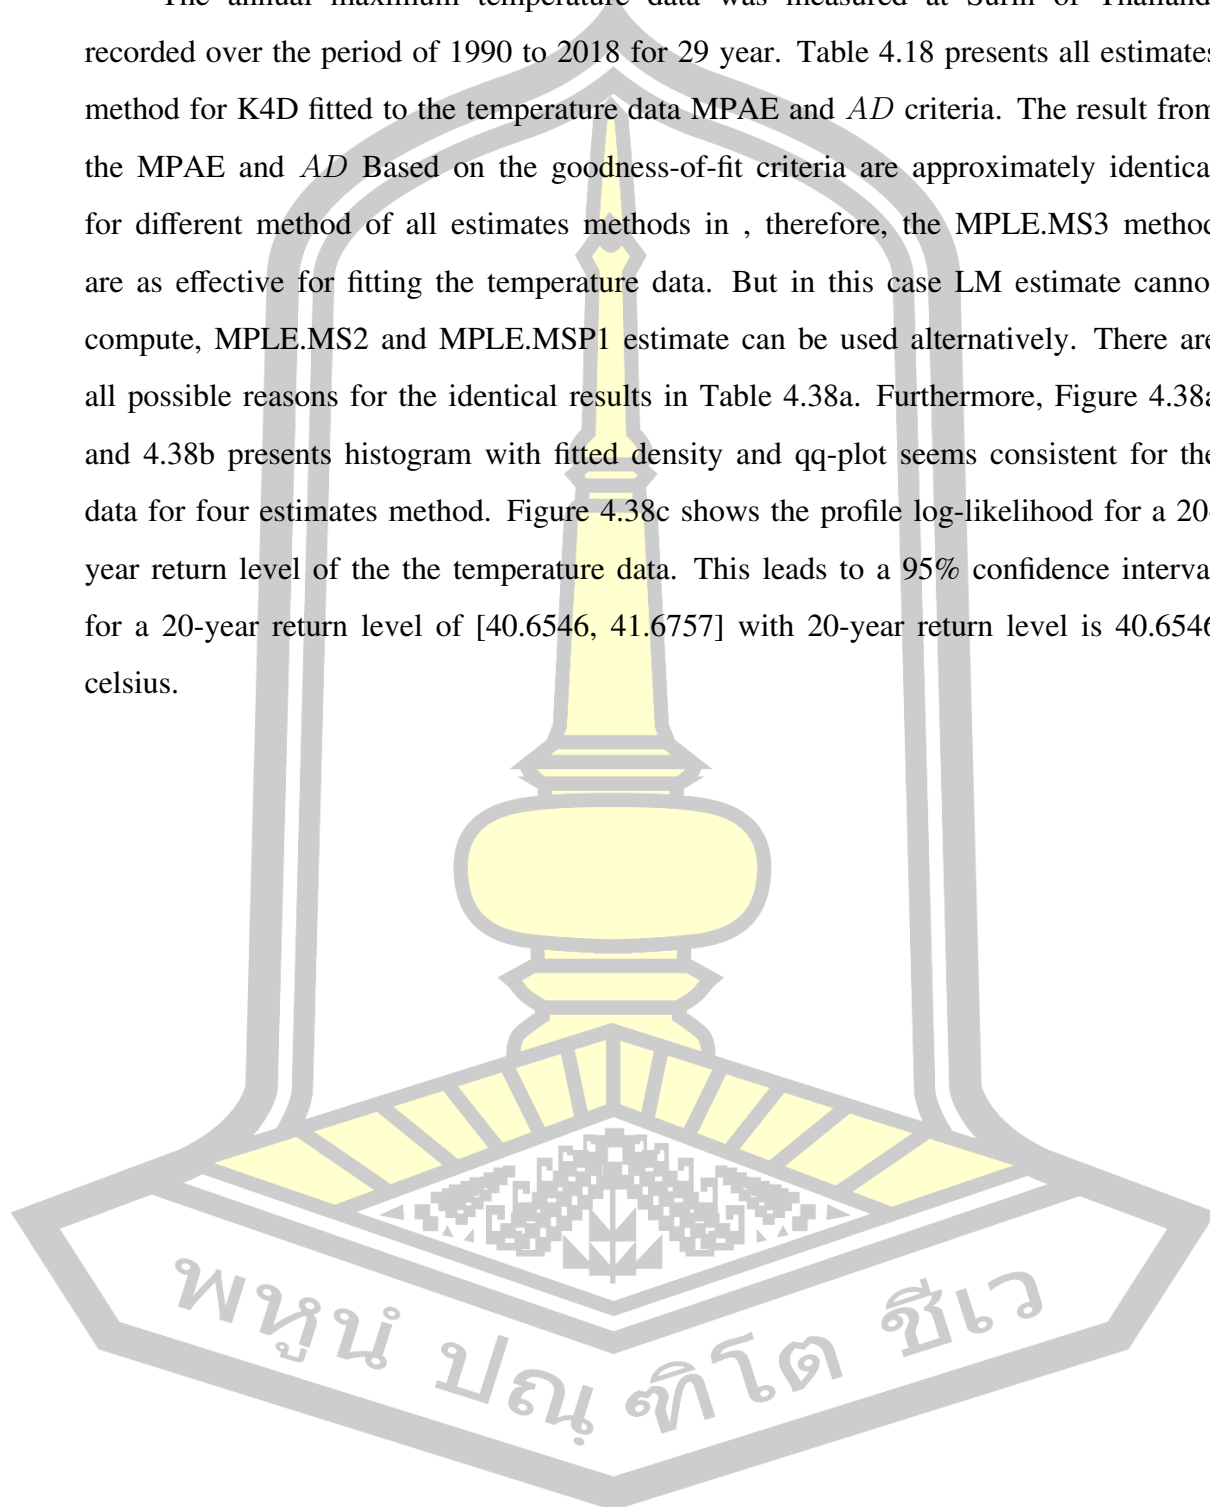 The annual maximum temperature data was measured at Surin of Thailand
recorded over the period of 1990 to 2018 for 29 year. Table 4.18 presents all estimates
method for K4D fitted to the temperature data MPAE and AD criteria. The result from
the MPAE and AD Based on the goodness-of-fit criteria are approximately identical
for different method of all estimates methods in , therefore, the MPLE.MS3 method
are as effective for fitting the temperature data. But in this case LM estimate cannot
compute, MPLE.MS2 and MPLE.MSP1 estimate can be used alternatively. There are
all possible reasons for the identical results in Table 4.38a. Furthermore, Figure 4.38a
and 4.38b presents histogram with fitted density and qq-plot seems consistent for the
data for four estimates method. Figure 4.38c shows the profile log-likelihood for a 20-
year return level of the the temperature data. This leads to a 95% confidence interval
for a 20-year return level of [40.6546, 41.6757] with 20-year return level is 40.6546
celsius.
พหูนํ ปณฺฑิโต ชีเว